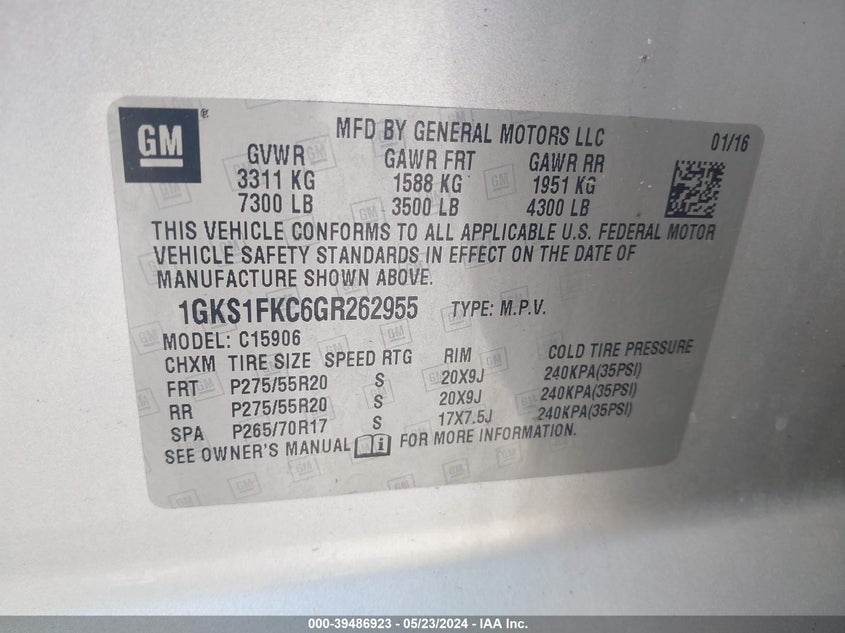 GM
MFD BY GENERAL MOTORS LLC 01/16
GVWR GAWR FRT GAWR RR
3311 KG 1588 KG 1951 KG
7300 LB 3500 LB 4300 LB
THIS VEHICLE CONFORMS TO ALL APPLICABLE U.S. FEDERAL MOTOR
VEHICLE SAFETY STANDARDS IN EFFECT ON THE DATE OF
MANUFACTURE SHOWN ABOVE.
1GKS1FKC6GR262955 TYPE: M.P.V.
MODEL: C15906
CHXM TIRE SIZE SPEED RTG RIM COLD TIRE PRESSURE
FRT P275/55R20 S 20X9J 240KPA(35PSI)
RR P275/55R20 S 20X9J 240KPA(35PSI)
SPA P265/70R17 S 17X7.5J 240KPA(35PSI)
SEE OWNER'S MANUAL FOR MORE INFORMATION.
000-39486923 - 05/23/2024 - IAA Inc.